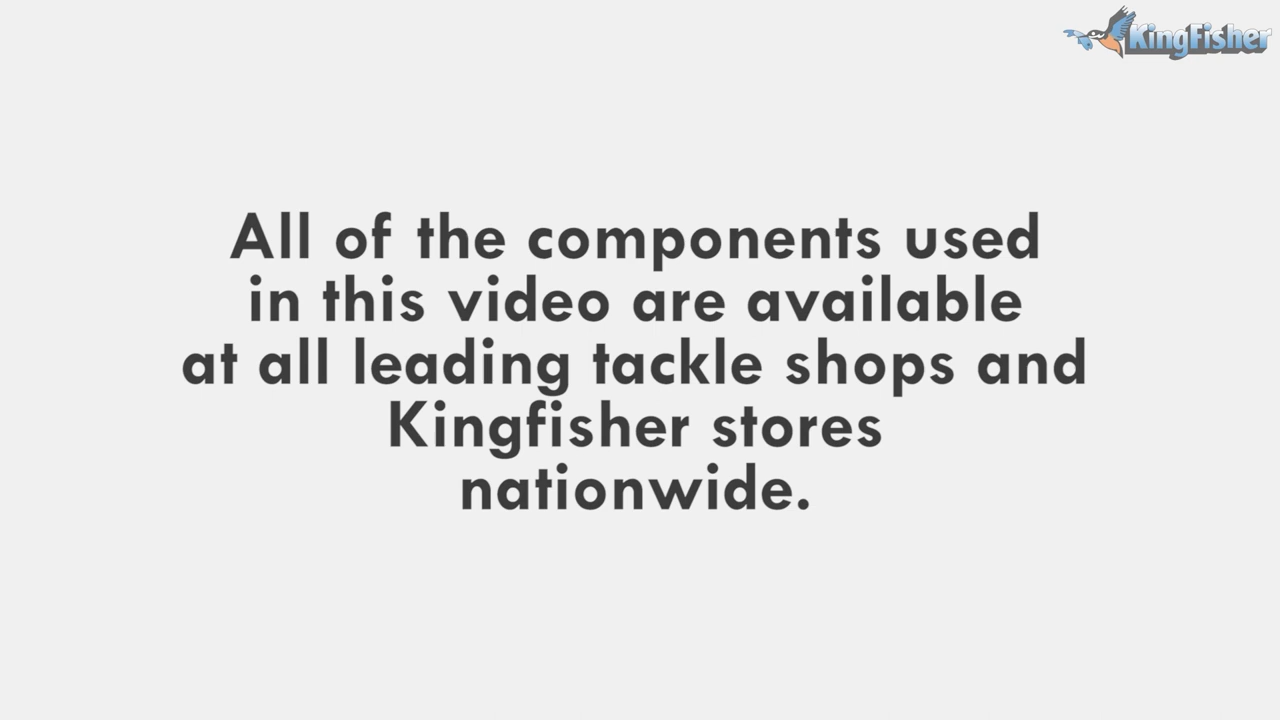 KingFisher
All of the components used
in this video are available
at all leading tackle shops and
Kingfisher stores
nationwide.